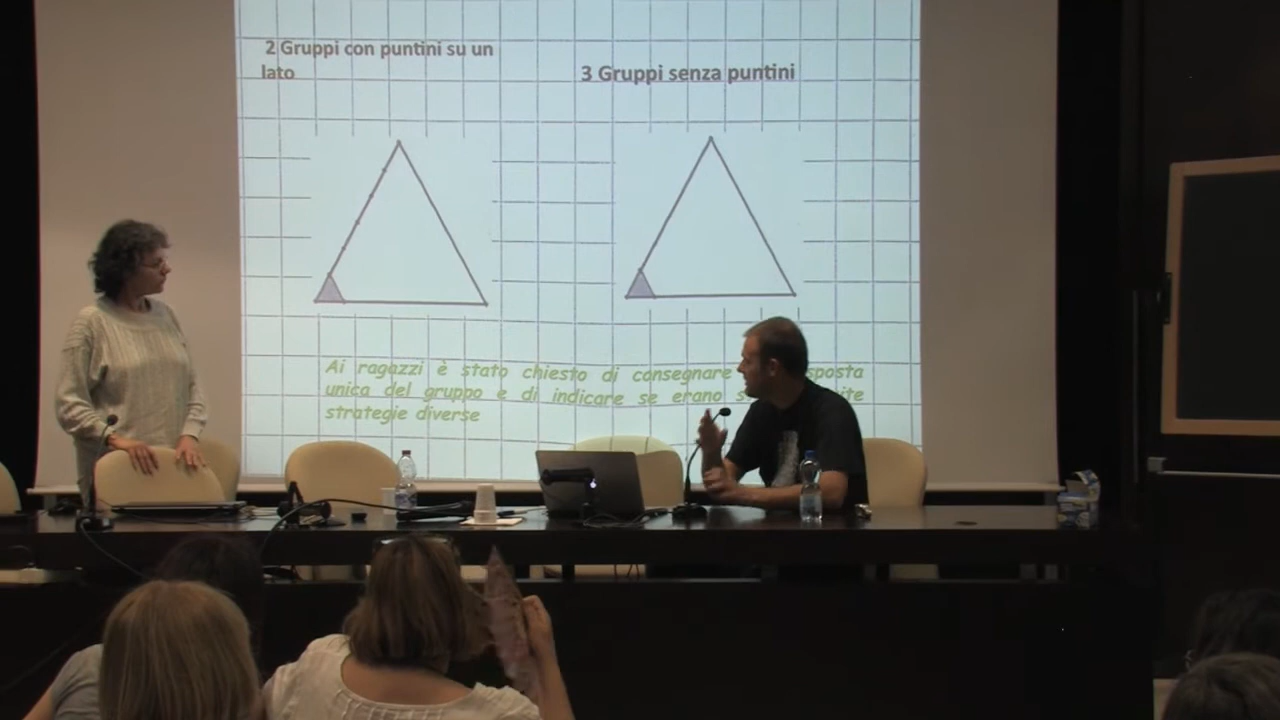 2 Gruppi con puntini su un
lato
3 Gruppi senza puntini
Ai ragazzi è stato chiesto di consegnare
unica del gruppo e di indicare se erano
strategie diverse